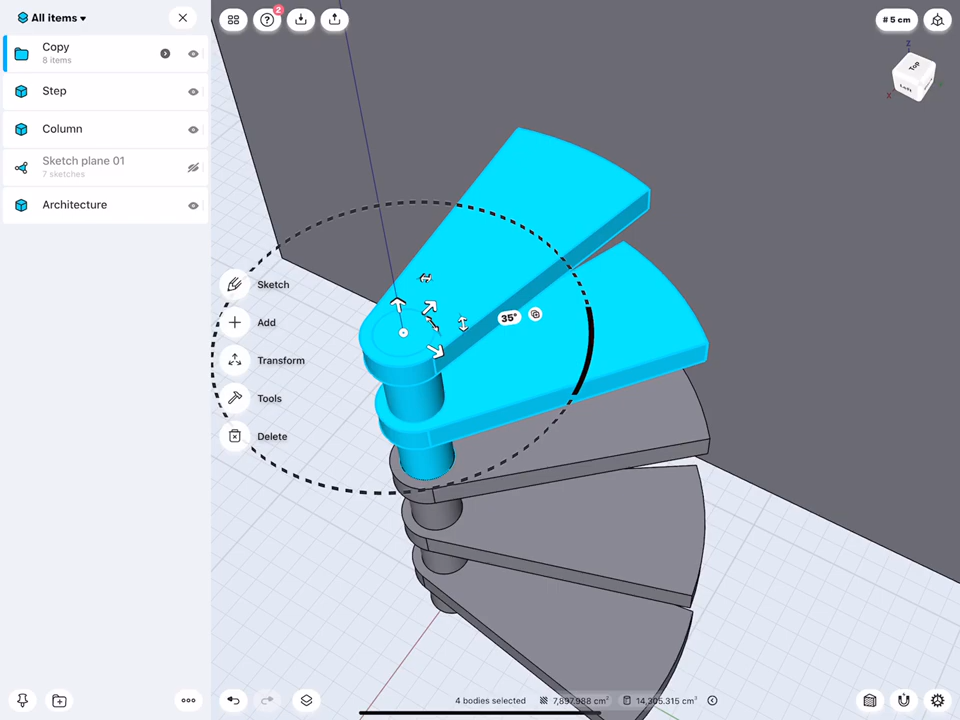 All items
2
# 5 cm
Copy
8 items
Step
Column
Sketch plane 01
7 sketches
Architecture
Z
Top
Left
X
Sketch
35°
Add
Transform
Tools
Delete
4 bodies selected
7,897.988 cm²
14,305.315 cm³